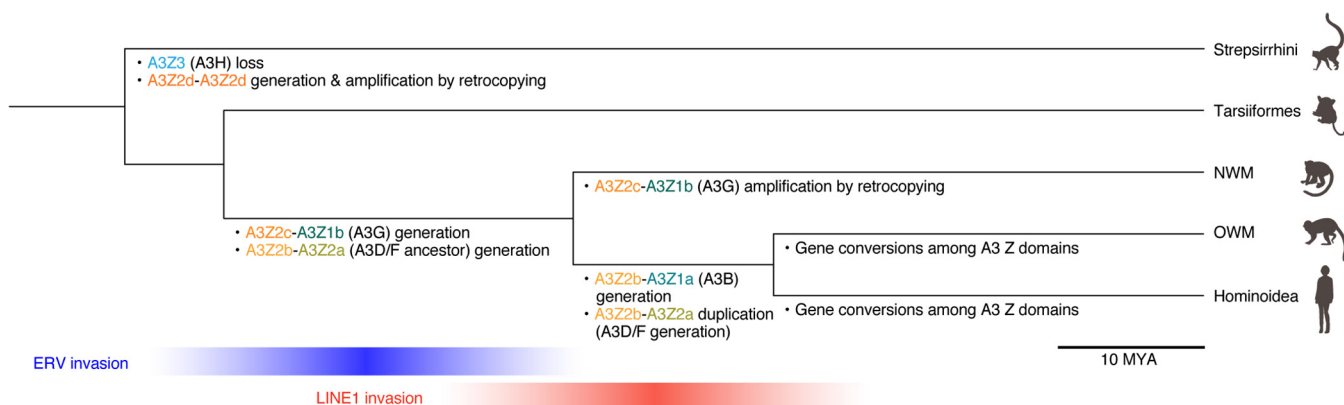 Strepsirrhini
• A3Z3 (A3H) loss
• A3Z2d-A3Z2d generation & amplification by retrocopying
Tarsiiformes
NWM
• A3Z2c-A3Z1b (A3G) amplification by retrocopying
• A3Z2c-A3Z1b (A3G) generation
• A3Z2b-A3Z2a (A3D/F ancestor) generation
OWM
• Gene conversions among A3 Z domains
• A3Z2b-A3Z1a (A3B)
generation
• A3Z2b-A3Z2a duplication
(A3D/F generation)
Hominoidea
• Gene conversions among A3 Z domains
10 MYA
ERV invasion
LINE1 invasion